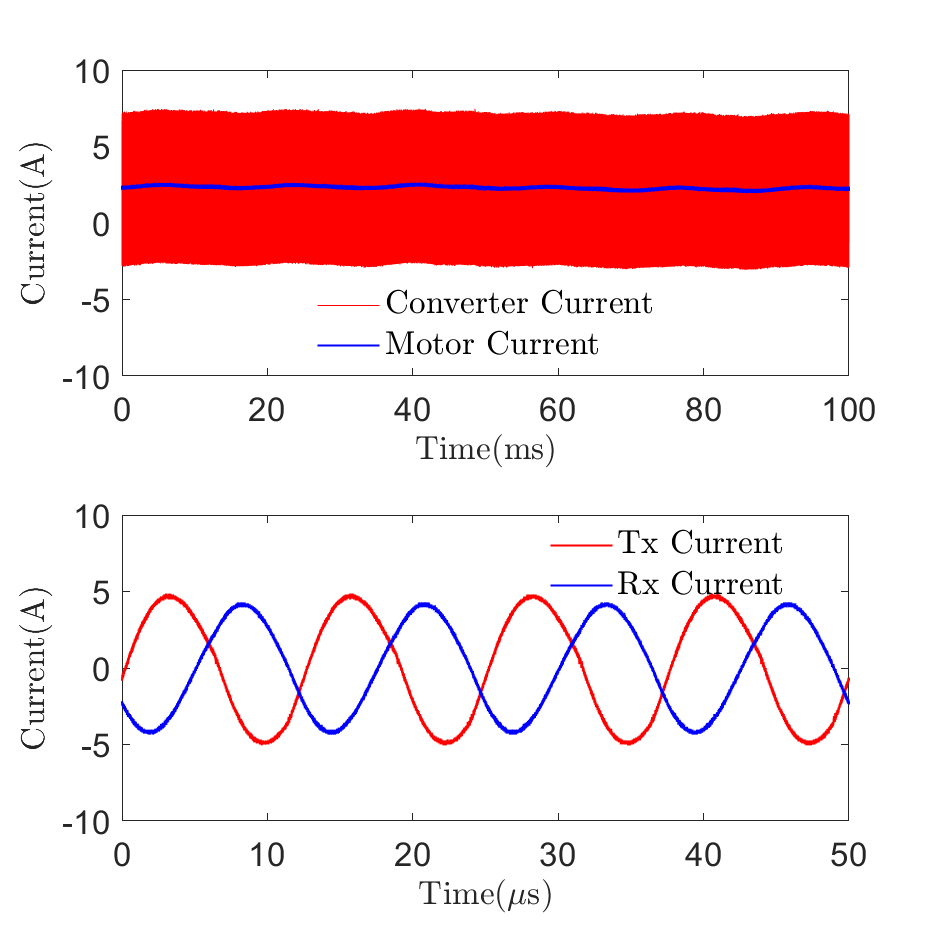 10
5
0
-5
-10
Current(A)
Converter Current
Motor Current
0 20 40 60 80 100
Time(ms)
10
5
0
-5
-10
Current(A)
Tx Current
Rx Current
0 10 20 30 40 50
Time(μs)